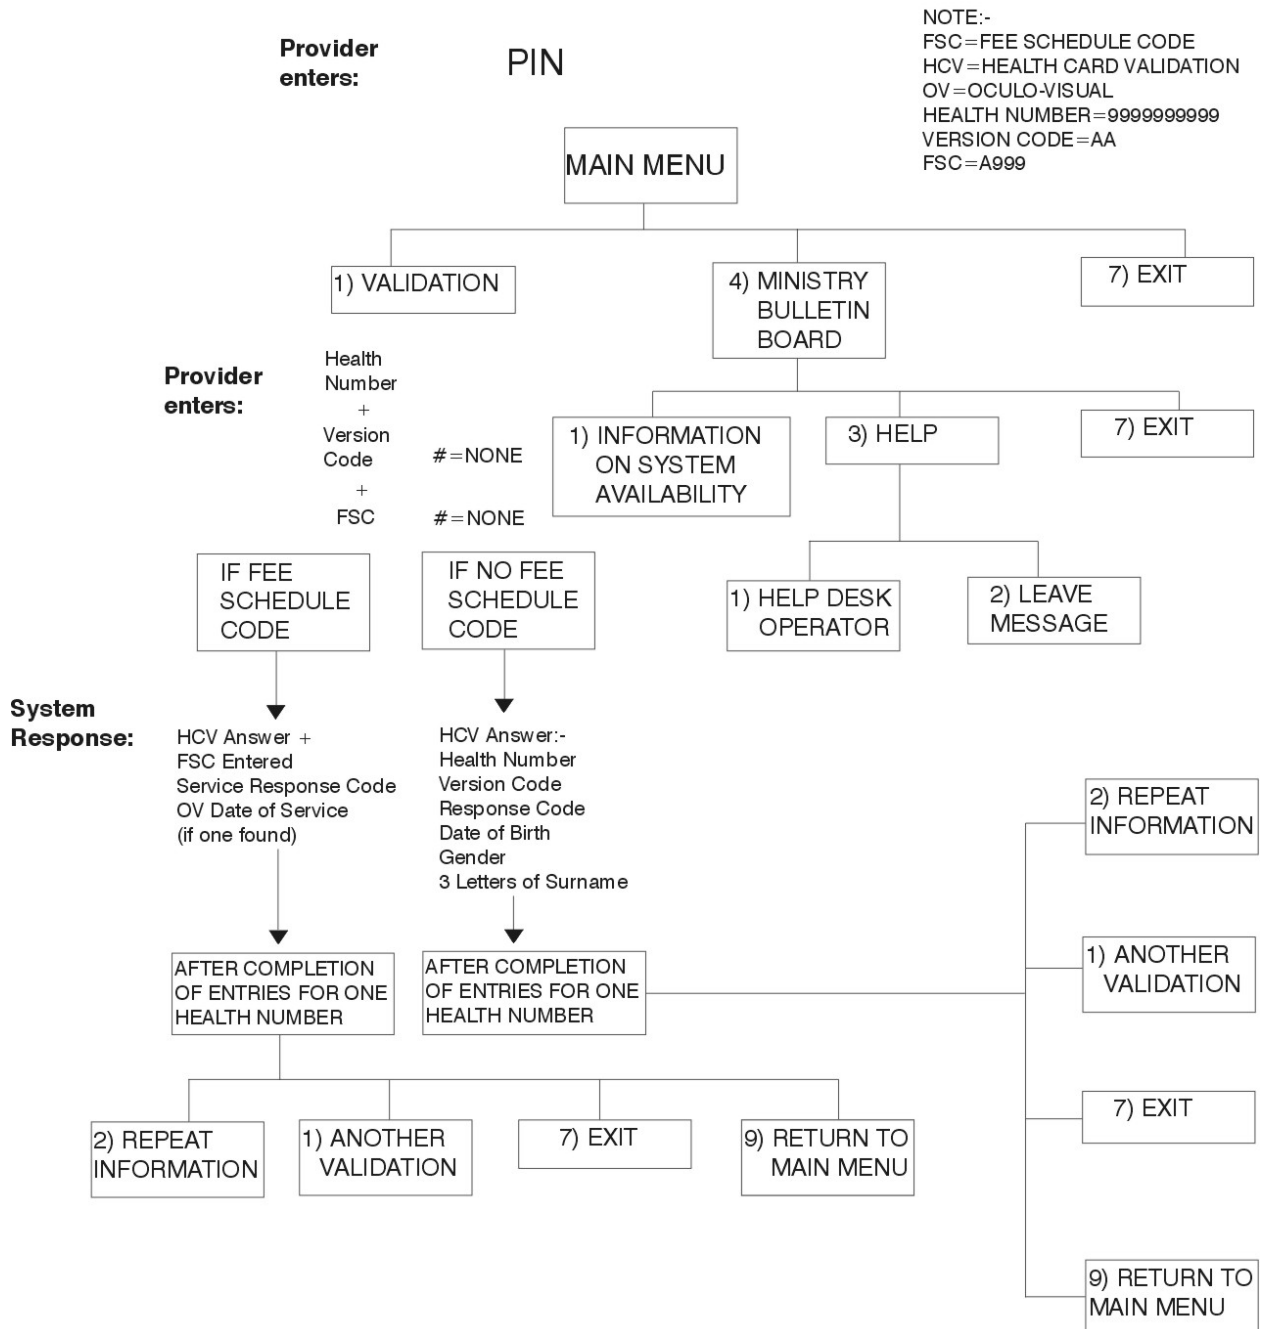 Provider
enters:
PIN
NOTE:-
FSC=FEE SCHEDULE CODE
HCV=HEALTH CARD VALIDATION
OV=OCULO-VISUAL
HEALTH NUMBER=9999999999
VERSION CODE=AA
FSC=A999
MAIN MENU
1) VALIDATION
4) MINISTRY
BULLETIN
BOARD
7) EXIT
Provider
enters:
Health
Number
+
Version
Code
#=NONE
+
FSC
#=NONE
1) INFORMATION
ON SYSTEM
AVAILABILITY
3) HELP
7) EXIT
IF FEE
SCHEDULE
CODE
IF NO FEE
SCHEDULE
CODE
1) HELP DESK
OPERATOR
2) LEAVE
MESSAGE
System
Response:
HCV Answer +
FSC Entered
Service Response Code
OV Date of Service
(if one found)
HCV Answer:-
Health Number
Version Code
Response Code
Date of Birth
Gender
3 Letters of Surname
AFTER COMPLETION
OF ENTRIES FOR ONE
HEALTH NUMBER
AFTER COMPLETION
OF ENTRIES FOR ONE
HEALTH NUMBER
2) REPEAT
INFORMATION
1) ANOTHER
VALIDATION
7) EXIT
9) RETURN TO
MAIN MENU
2) REPEAT
INFORMATION
1) ANOTHER
VALIDATION
7) EXIT
9) RETURN TO
MAIN MENU